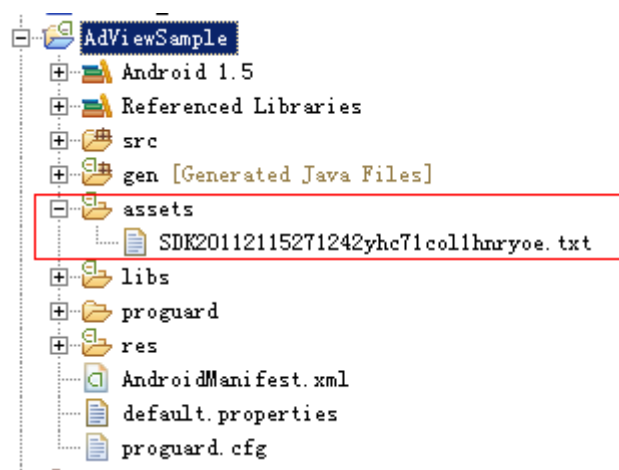 AdViewSample
Android 1.5
Referenced Libraries
src
gen [Generated Java Files]
assets
SDK20112115271242yhc71col1hnryoe.txt
libs
proguard
res
AndroidManifest.xml
default.properties
proguard.cfg